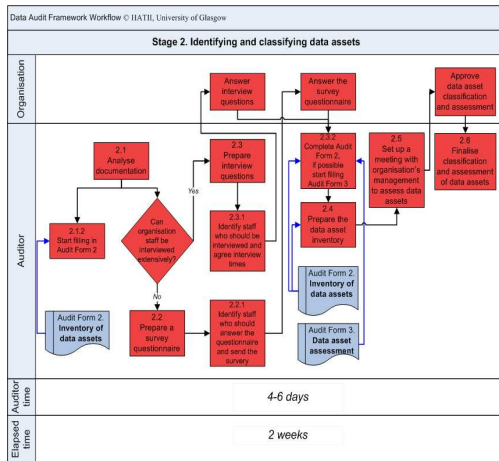 Data Audit Framework Workflow © HATII, University of Glasgow
Stage 2. Identifying and classifying data assets
Organisation
Answer
interview
questions
Answer the
survey
questionnaire
Approve
data asset
classification
and assessment
Auditor
2.1
Analyse
documentation
2.1.2
Start filling in
Audit Form 2
Audit Form 2.
Inventory of
data assets
Can
organisation
staff be
interviewed
extensively?
Yes
No
2.2
Prepare a
survey
questionnaire
2.3
Prepare
interview
questions
2.3.1
Identify staff
who should be
interviewed and
agree interview
times
2.2.1
Identify staff
who should
answer the
questionnaire
and send the
survey
2.3.2
Complete Audit
Form 2,
if possible
start filling
Audit Form 3
2.4
Prepare the
data asset
inventory
Audit Form 2.
Inventory
of data assets
Audit Form 3.
Data asset
assessment
2.5
Set up a
meeting with
organisation's
management
to assess data
assets
2.6
Finalise
classification
and assessment
of data assets
Auditor
time
4-6 days
Elapsed
time
2 weeks